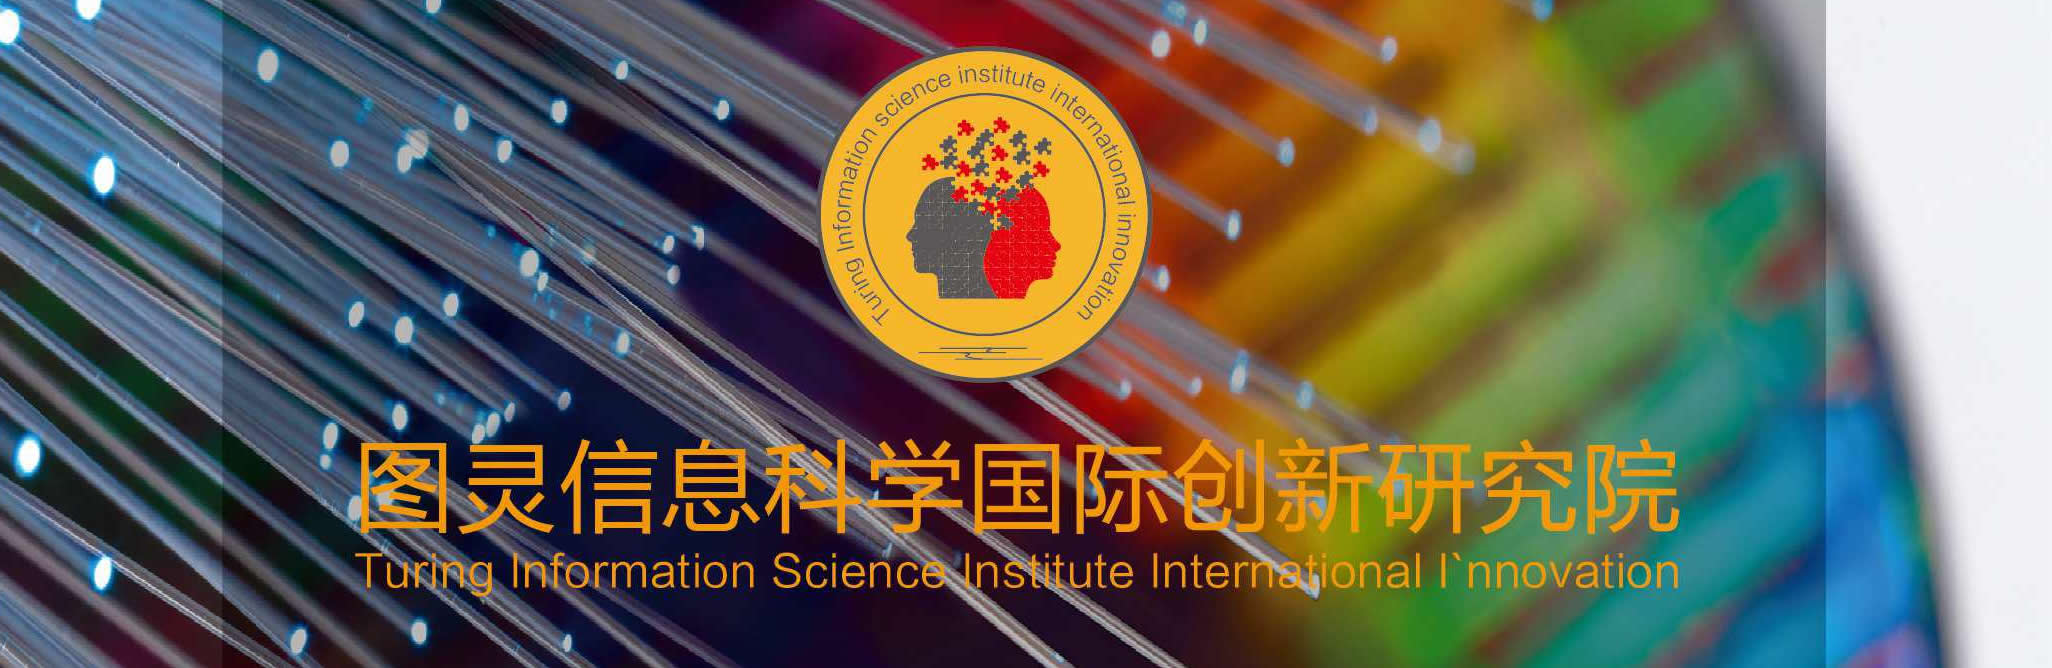 Turing Information science institute international innovation
图灵信息科学国际创新研究院
Turing Information Science Institute International I`nnovation